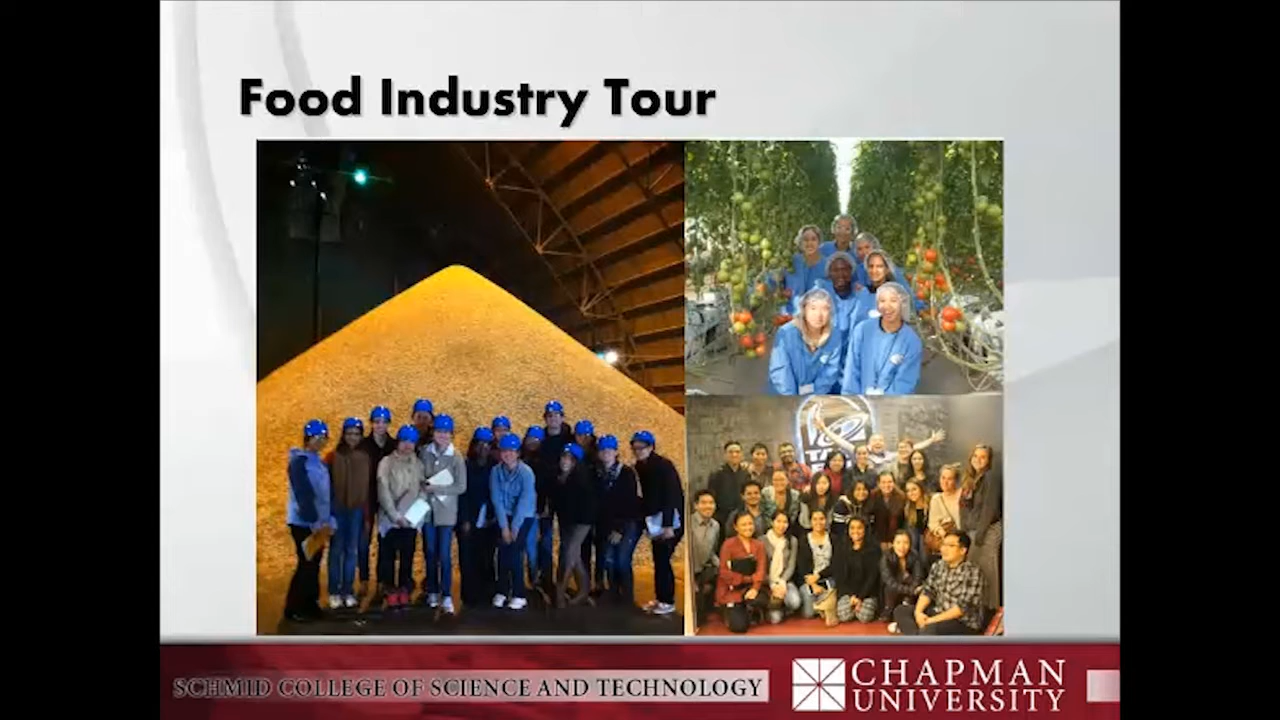 Food Industry Tour
SCHMID COLLEGE OF SCIENCE AND TECHNOLOGY
CHAPMAN
UNIVERSITY